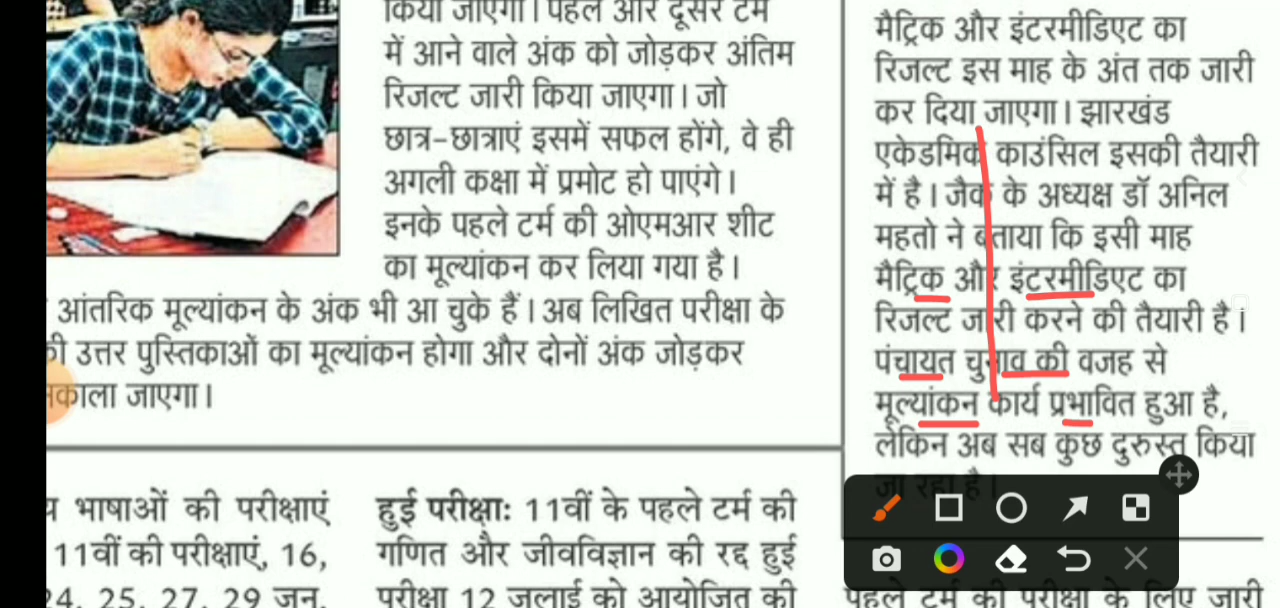 किया जाएगा। पहले और दूसरे टर्म
में आने वाले अंक को जोड़कर अंतिम
रिजल्ट जारी किया जाएगा। जो
छात्र-छात्राएं इसमें सफल होंगे, वे ही
अगली कक्षा में प्रमोट हो पाएंगे।
इनके पहले टर्म की ओएमआर शीट
का मूल्यांकन कर लिया गया है।
आंतरिक मूल्यांकन के अंक भी आ चुके हैं। अब लिखित परीक्षा के
की उत्तर पुस्तिकाओं का मूल्यांकन होगा और दोनों अंक जोड़कर
काला जाएगा।
मैट्रिक और इंटरमीडिएट का
रिजल्ट इस माह के अंत तक जारी
कर दिया जाएगा। झारखंड
एकेडमिक काउंसिल इसकी तैयारी
में है। जैक के अध्यक्ष डॉ अनिल
महतो ने बताया कि इसी माह
मैट्रिक और इंटरमीडिएट का
रिजल्ट जारी करने की तैयारी है।
पंचायत चुनाव की वजह से
मूल्यांकन कार्य प्रभावित हुआ है,
लेकिन अब सब कुछ दुरुस्त किया
जा रहा है।
य भाषाओं की परीक्षाएं
11वीं की परीक्षाएं, 16,
24, 25, 27, 29 जन,
हुई परीक्षा: 11वीं के पहले टर्म की
गणित और जीवविज्ञान की रद्द हुई
परीक्षा 12 जुलाई को आयोजित की
पहले टर्म की परीक्षा के लिए जारी